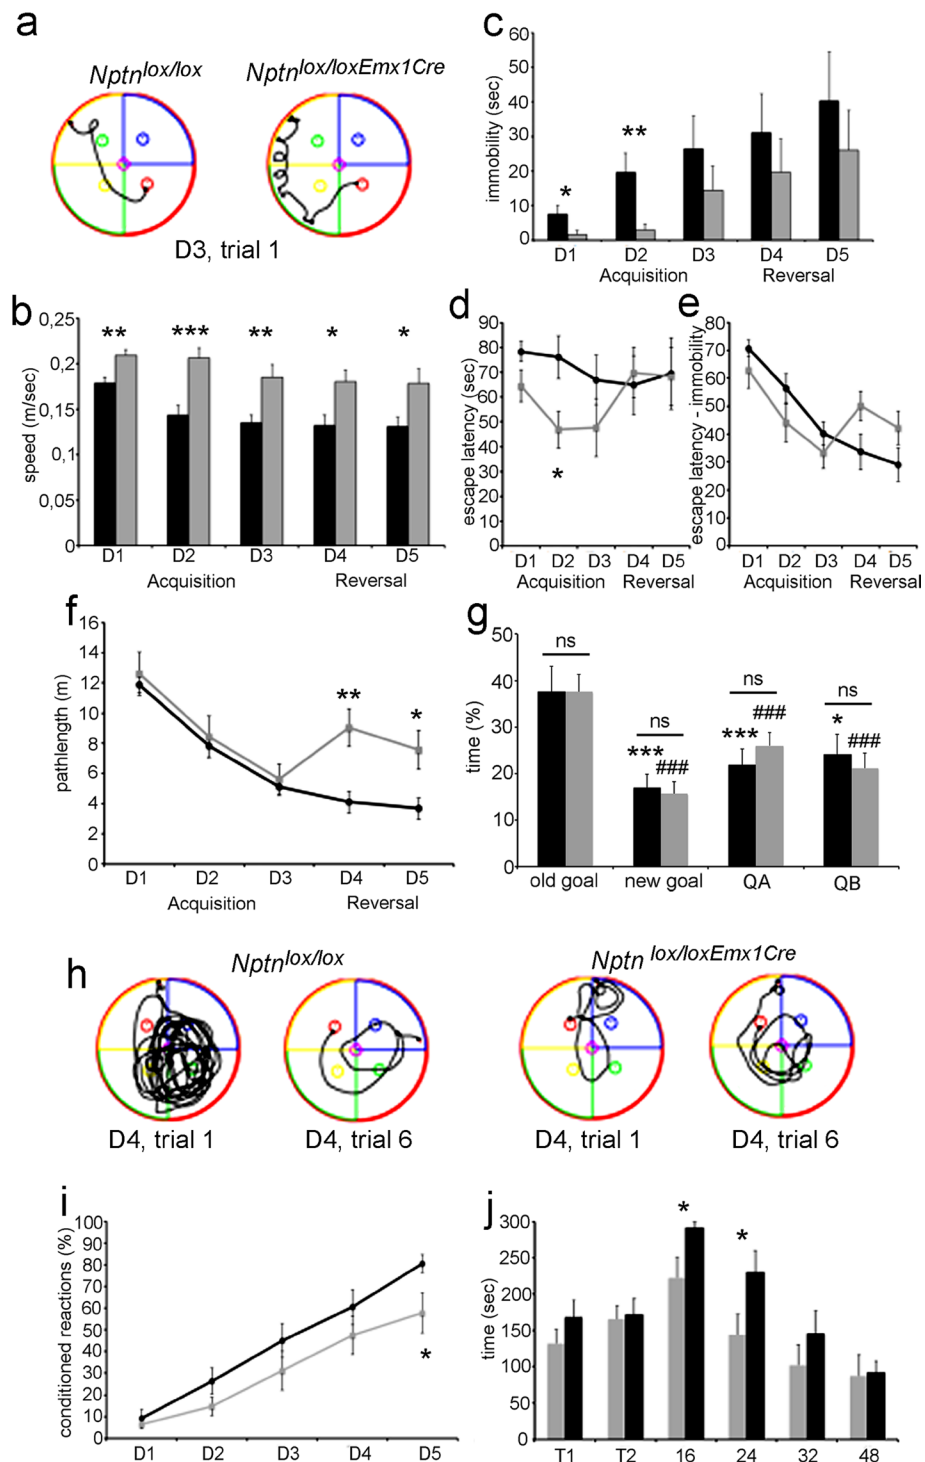 a
Nptnlox/lox
Nptnlox/loxEmx1Cre
D3, trial 1
c
immobility (sec)
60
50
40
30
20
10
0
*
**
D1 D2 D3 D4 D5
Acquisition Reversal
b
speed (m/sec)
0,25
0,2
0,15
0,1
0,05
0
** *** ** * *
D1 D2 D3 D4 D5
Acquisition Reversal
d
escape latency (sec)
90
80
70
60
50
40
30
20
10
0
*
D1 D2 D3 D4 D5
Acquisition Reversal
e
escape latency - immobility
80
70
60
50
40
30
20
10
0
D1 D2 D3 D4 D5
Acquisition Reversal
f
pathlength (m)
16
14
12
10
8
6
4
2
0
**
*
D1 D2 D3 D4 D5
Acquisition Reversal
g
time (%)
50
40
30
20
10
0
ns
ns
*** ###
ns
*** ###
ns
* ###
old goal new goal QA QB
h
Nptnlox/lox
Nptn lox/loxEmx1Cre
D4, trial 1 D4, trial 6 D4, trial 1 D4, trial 6
i
conditioned reactions (%)
100
90
80
70
60
50
40
30
20
10
0
*
D1 D2 D3 D4 D5
j
time (sec)
300
250
200
150
100
50
0
*
*
T1 T2 16 24 32 48